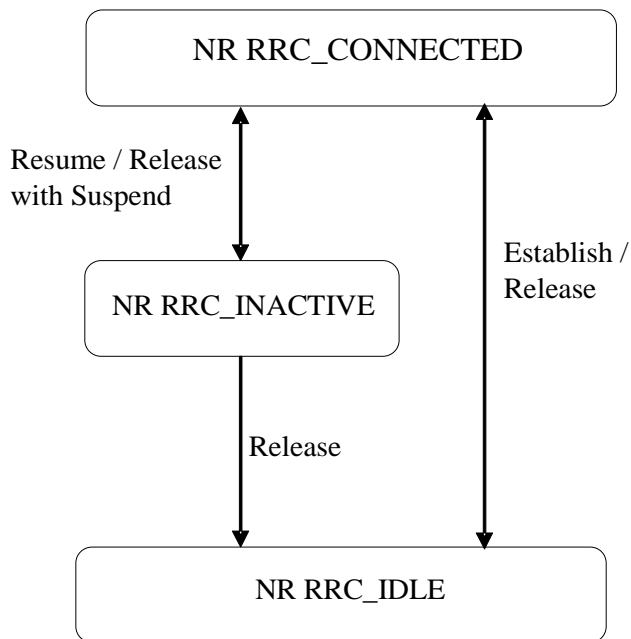 NR RRC_CONNECTED
Resume / Release
with Suspend
Establish /
Release
NR RRC_INACTIVE
Release
NR RRC_IDLE